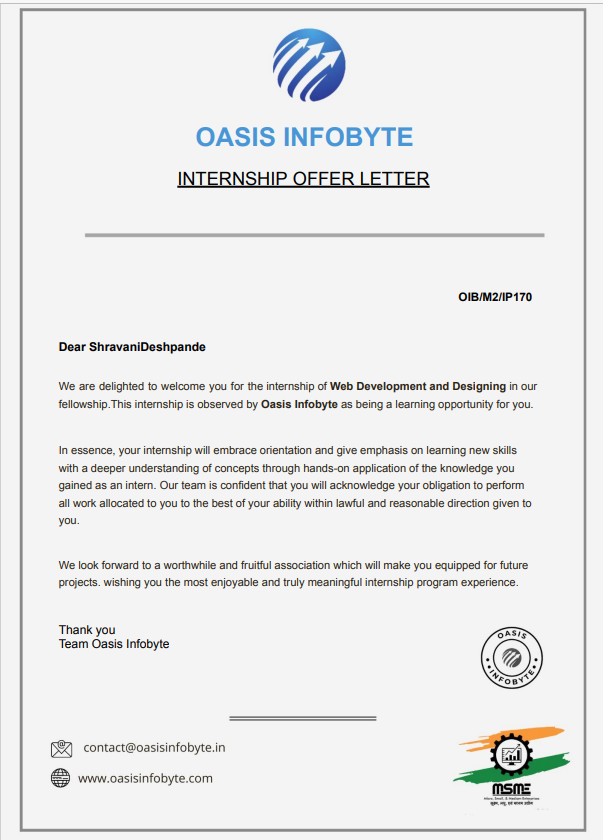 OASIS INFOBYTE
INTERNSHIP OFFER LETTER
OIB/M2/IP170
Dear ShravaniDeshpande
We are delighted to welcome you for the internship of Web Development and Designing in our
fellowship.This internship is observed by Oasis Infobyte as being a learning opportunity for you.
In essence, your internship will embrace orientation and give emphasis on learning new skills
with a deeper understanding of concepts through hands-on application of the knowledge you
gained as an intern. Our team is confident that you will acknowledge your obligation to perform
all work allocated to you to the best of your ability within lawful and reasonable direction given to
you.
We look forward to a worthwhile and fruitful association which will make you equipped for future
projects. wishing you the most enjoyable and truly meaningful internship program experience.
Thank you
Team Oasis Infobyte
OASIS
INFOBYTE
contact@oasisinfobyte.in
www.oasisinfobyte.com
MSME
Micro, Small, & Medium Enterprises
सूक्ष्म, लघु, एवं मध्यम उद्योग